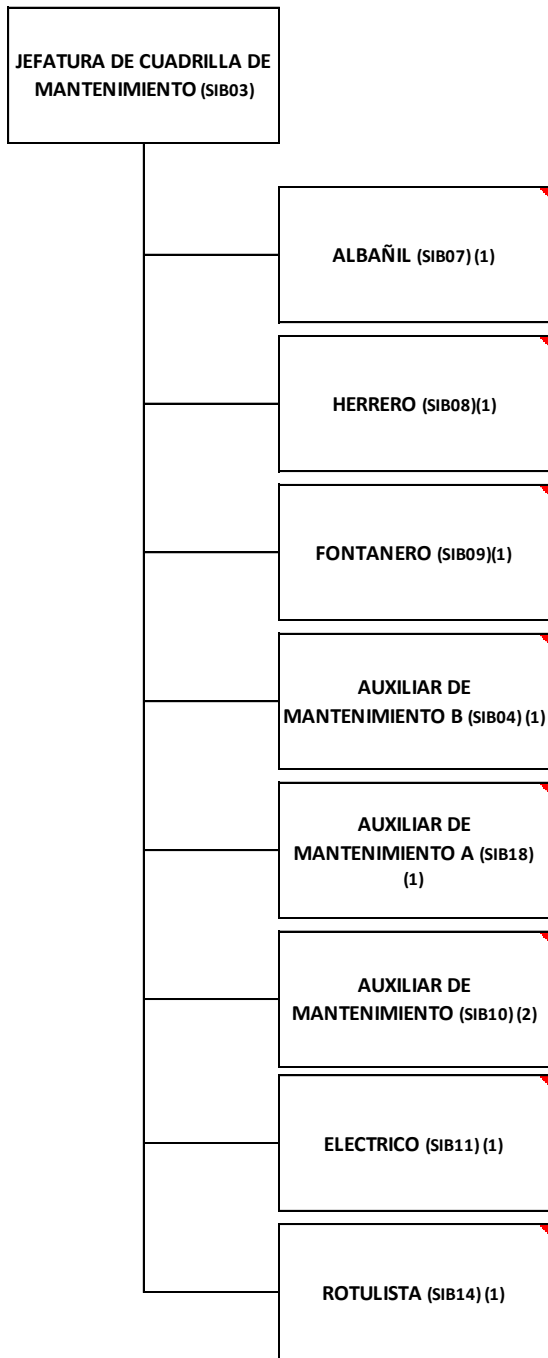 JEFATURA DE CUADRILLA DE
MANTENIMIENTO (SIB03)
ALBAÑIL (SIB07) (1)
HERRERO (SIB08)(1)
FONTANERO (SIB09)(1)
AUXILIAR DE
MANTENIMIENTO B (SIB04) (1)
AUXILIAR DE
MANTENIMIENTO A (SIB18)
(1)
AUXILIAR DE
MANTENIMIENTO (SIB10) (2)
ELECTRICO (SIB11) (1)
ROTULISTA (SIB14) (1)